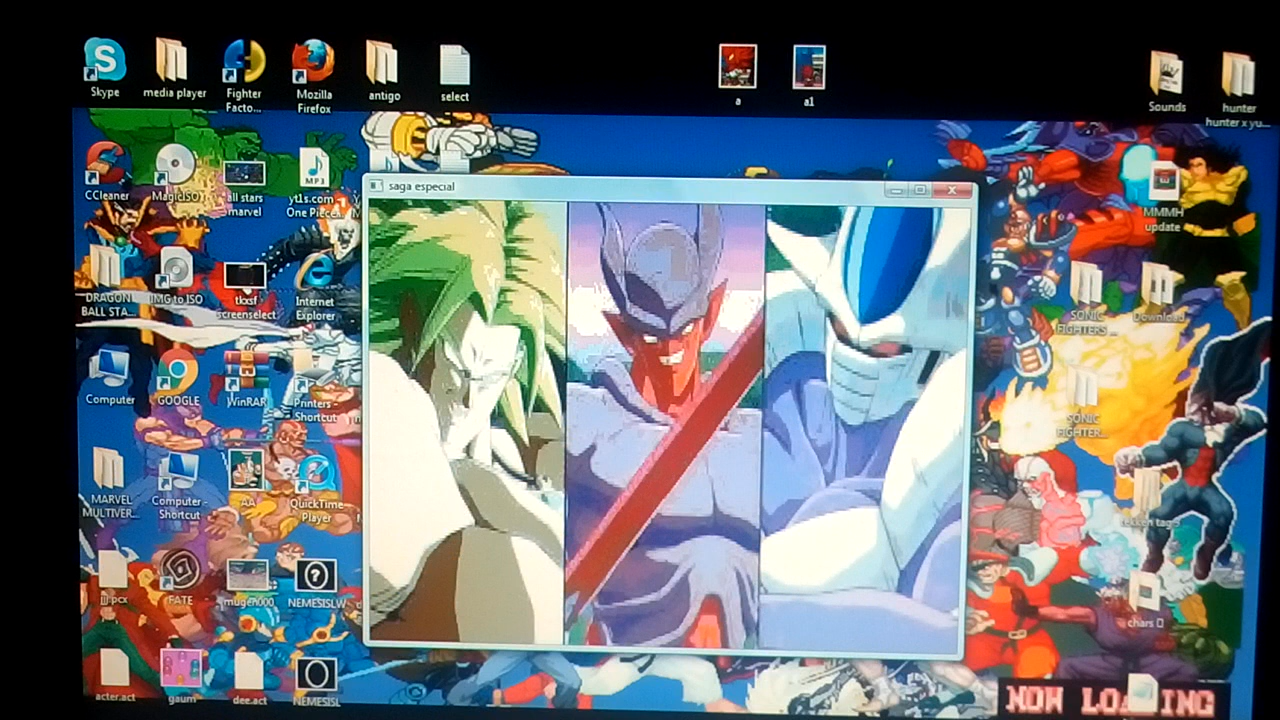 Skype
media player
Fighter
Facto...
Mozilla
Firefox
antigo
select
a
a1
Sounds
hunter
hunter x yu...
saga especial
CCleaner
MagicISO
all stars
marvel
MP3
yt1s.com -
One Piece...
MMMH
update
DRAGON
BALL STA...
IMG to ISO
screenselect
Internet
Explorer
SONIC
FIGHTERS ...
Download
Computer
GOOGLE
WinRAR
Printers -
Shortcut
SONIC
FIGHTER...
MARVEL
MULTIVER...
Computer -
Shortcut
AA
QuickTime
Player
FATE
mugen000
NEMESISLW
chars
acter.act
gaum
dee.act
NEMESISL
NOW LOADING